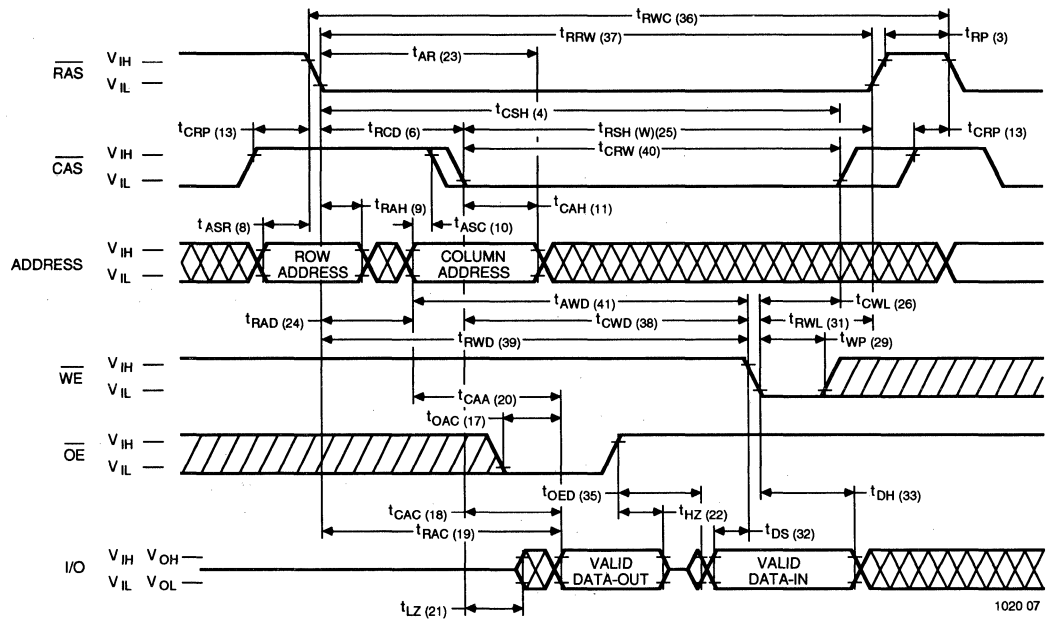 tRWC (36)
tRRW (37)
tRP (3)
tAR (23)
RAS
VIH
VIL
tCSH (4)
tCRP (13)
tRCD (6)
tRSH (W)(25)
tCRP (13)
tCRW (40)
CAS
VIH
VIL
tRAH (9)
tCAH (11)
tASR (8)
tASC (10)
ADDRESS
VIH
VIL
ROW
ADDRESS
COLUMN
ADDRESS
tAWD (41)
tCWL (26)
tRAD (24)
tCWD (38)
tRWL (31)
tRWD (39)
tWP (29)
WE
VIH
VIL
tCAA (20)
tOAC (17)
OE
VIH
VIL
tOED (35)
tDH (33)
tCAC (18)
tHZ (22)
tRAC (19)
tDS (32)
I/O
VIH VOH
VIL VOL
VALID
DATA-OUT
VALID
DATA-IN
tLZ (21)
1020 07